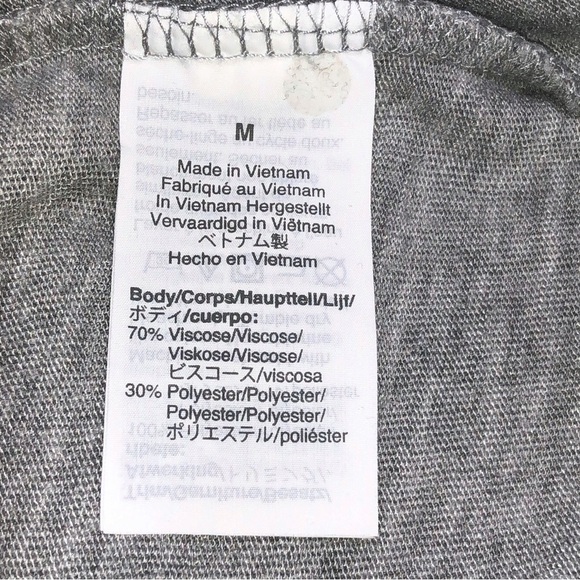 M
Made in Vietnam
Fabriqué au Vietnam
In Vietnam Hergestellt
Vervaardigd in Viëtnam
ベトナム製
Hecho en Vietnam
Body/Corps/Hauptteil/Lijf/
ボディ/cuerpo:
70% Viscose/Viscose/
Viskose/Viscose/
ビスコース/viscosa
30% Polyester/Polyester/
Polyester/Polyester/
ポリエステル/poliéster